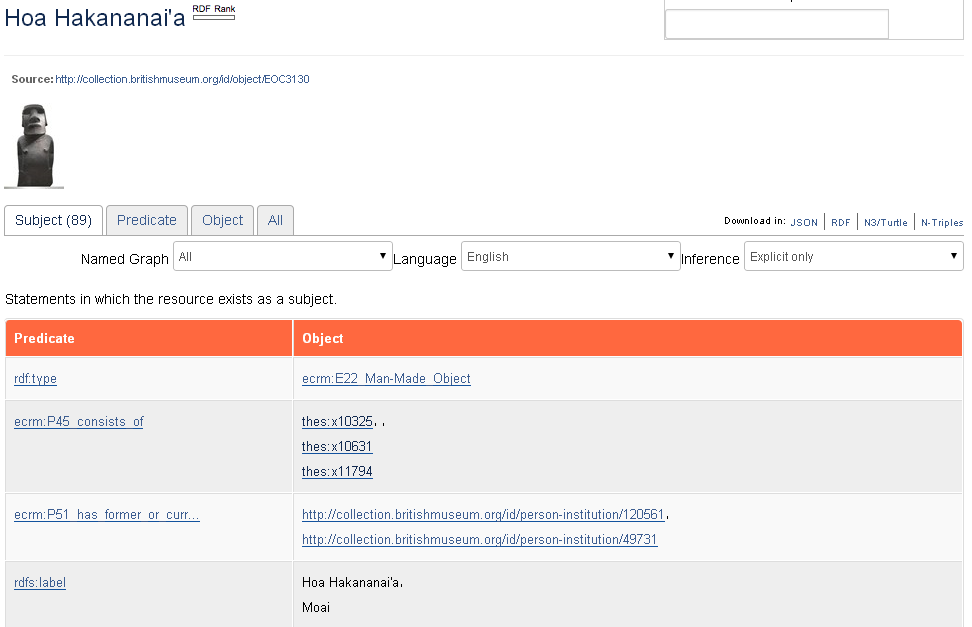 Hoa Hakananai'a RDF Rank
Source: http://collection.britishmuseum.org/id/object/EOC3130
Subject (89) Predicate Object All
Download in: JSON RDF N3/Turtle N-Triples
Named Graph All Language English Inference Explicit only
Statements in which the resource exists as a subject.
Predicate Object
rdf:type ecrm:E22_Man-Made_Object
ecrm:P45_consists_of thes:x10325, ,
thes:x10631
thes:x11794
ecrm:P51_has_former_or_curr... http://collection.britishmuseum.org/id/person-institution/120561,
http://collection.britishmuseum.org/id/person-institution/49731
rdfs:label Hoa Hakananai'a,
Moai